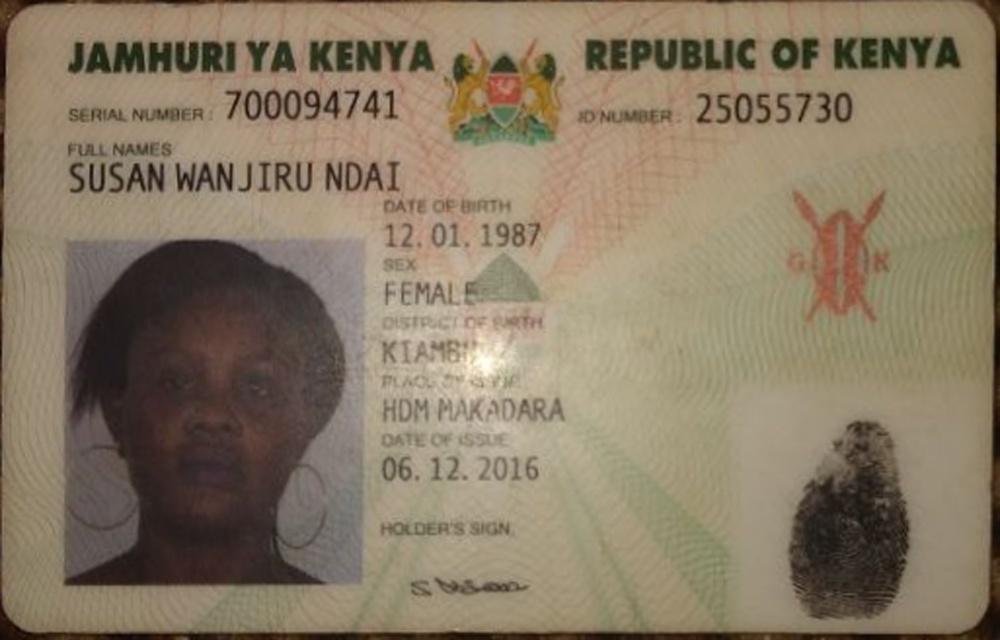 JAMHURI YA KENYA REPUBLIC OF KENYA
SERIAL NUMBER : 700094741 ID NUMBER : 25055730
FULL NAMES
SUSAN WANJIRU NDAI
DATE OF BIRTH
12. 01. 1987
SEX
FEMALE
G K
DISTRICT OF BIRTH
KIAMBU
PLACE OF ISSUE
HDM MAKADARA
DATE OF ISSUE
06. 12. 2016
HOLDER'S SIGN.